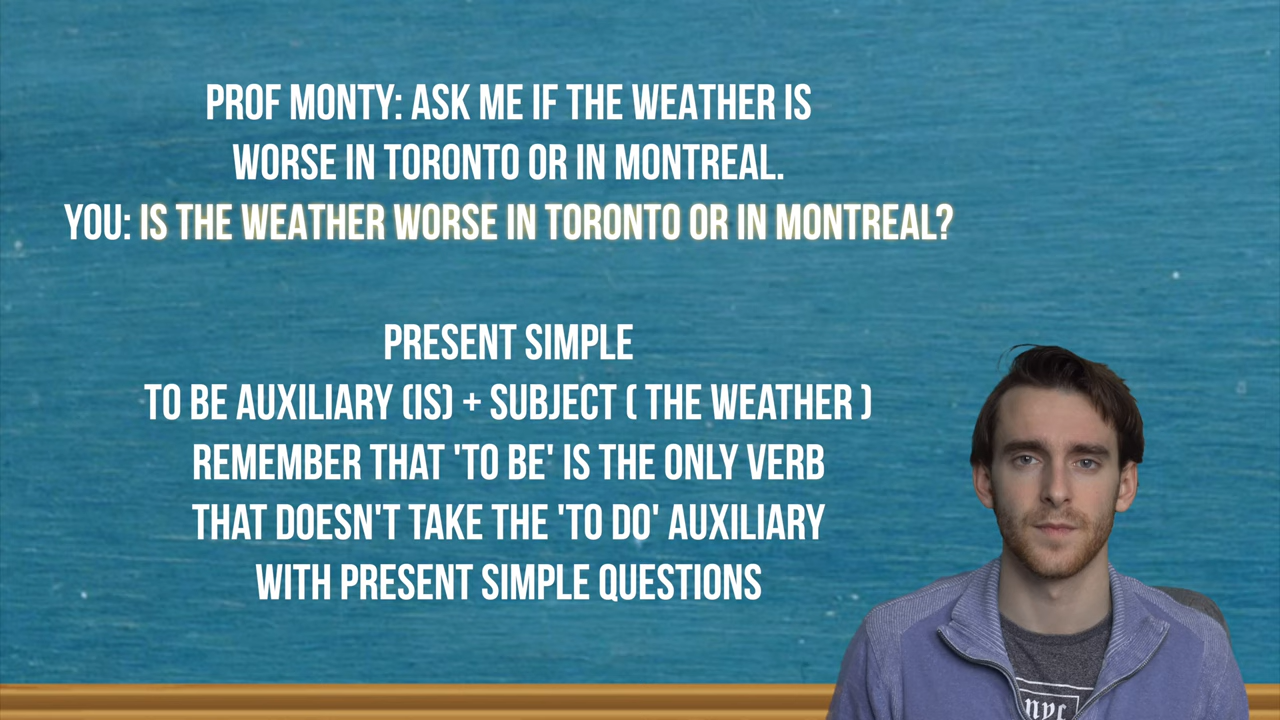 PROF MONTY: ASK ME IF THE WEATHER IS
WORSE IN TORONTO OR IN MONTREAL.
YOU: IS THE WEATHER WORSE IN TORONTO OR IN MONTREAL?
PRESENT SIMPLE
TO BE AUXILIARY (IS) + SUBJECT ( THE WEATHER )
REMEMBER THAT 'TO BE' IS THE ONLY VERB
THAT DOESN'T TAKE THE 'TO DO' AUXILIARY
WITH PRESENT SIMPLE QUESTIONS
nyc